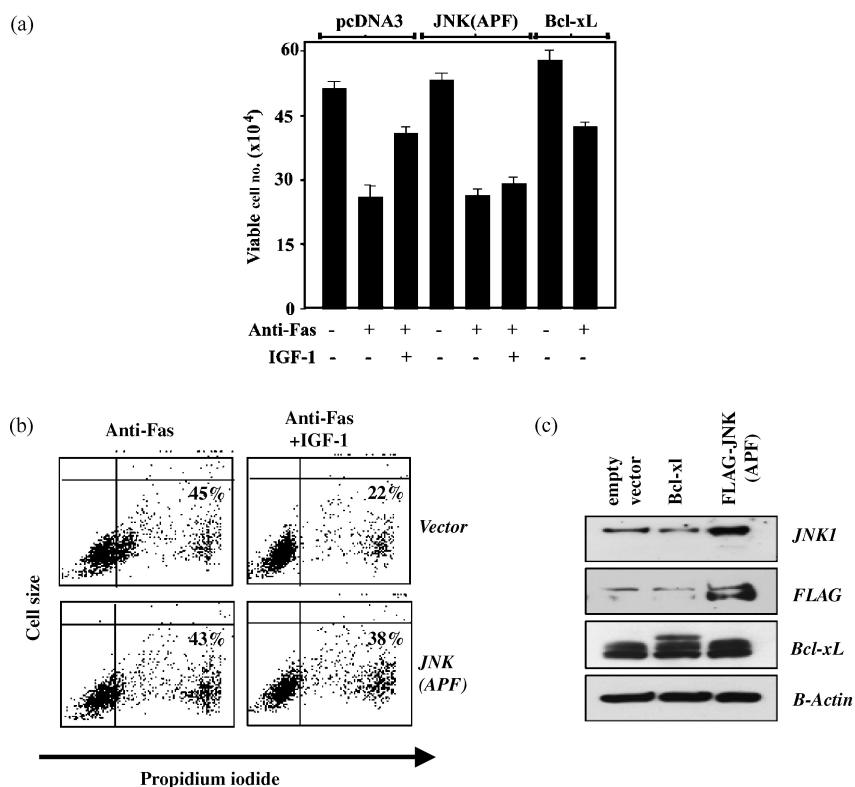 (a)
pcDNA3 JNK(APF) Bcl-xL
60
45
30
15
0
Viable cell no. (x10⁴)
Anti-Fas - + + - + + - +
IGF-1 - - + - - + - -
(b)
Anti-Fas
Anti-Fas
+IGF-1
45%
22%
Vector
43%
38%
JNK
(APF)
Cell size
Propidium iodide
(c)
empty
vector
Bcl-xl
FLAG-JNK
(APF)
JNK1
FLAG
Bcl-xL
B-Actin